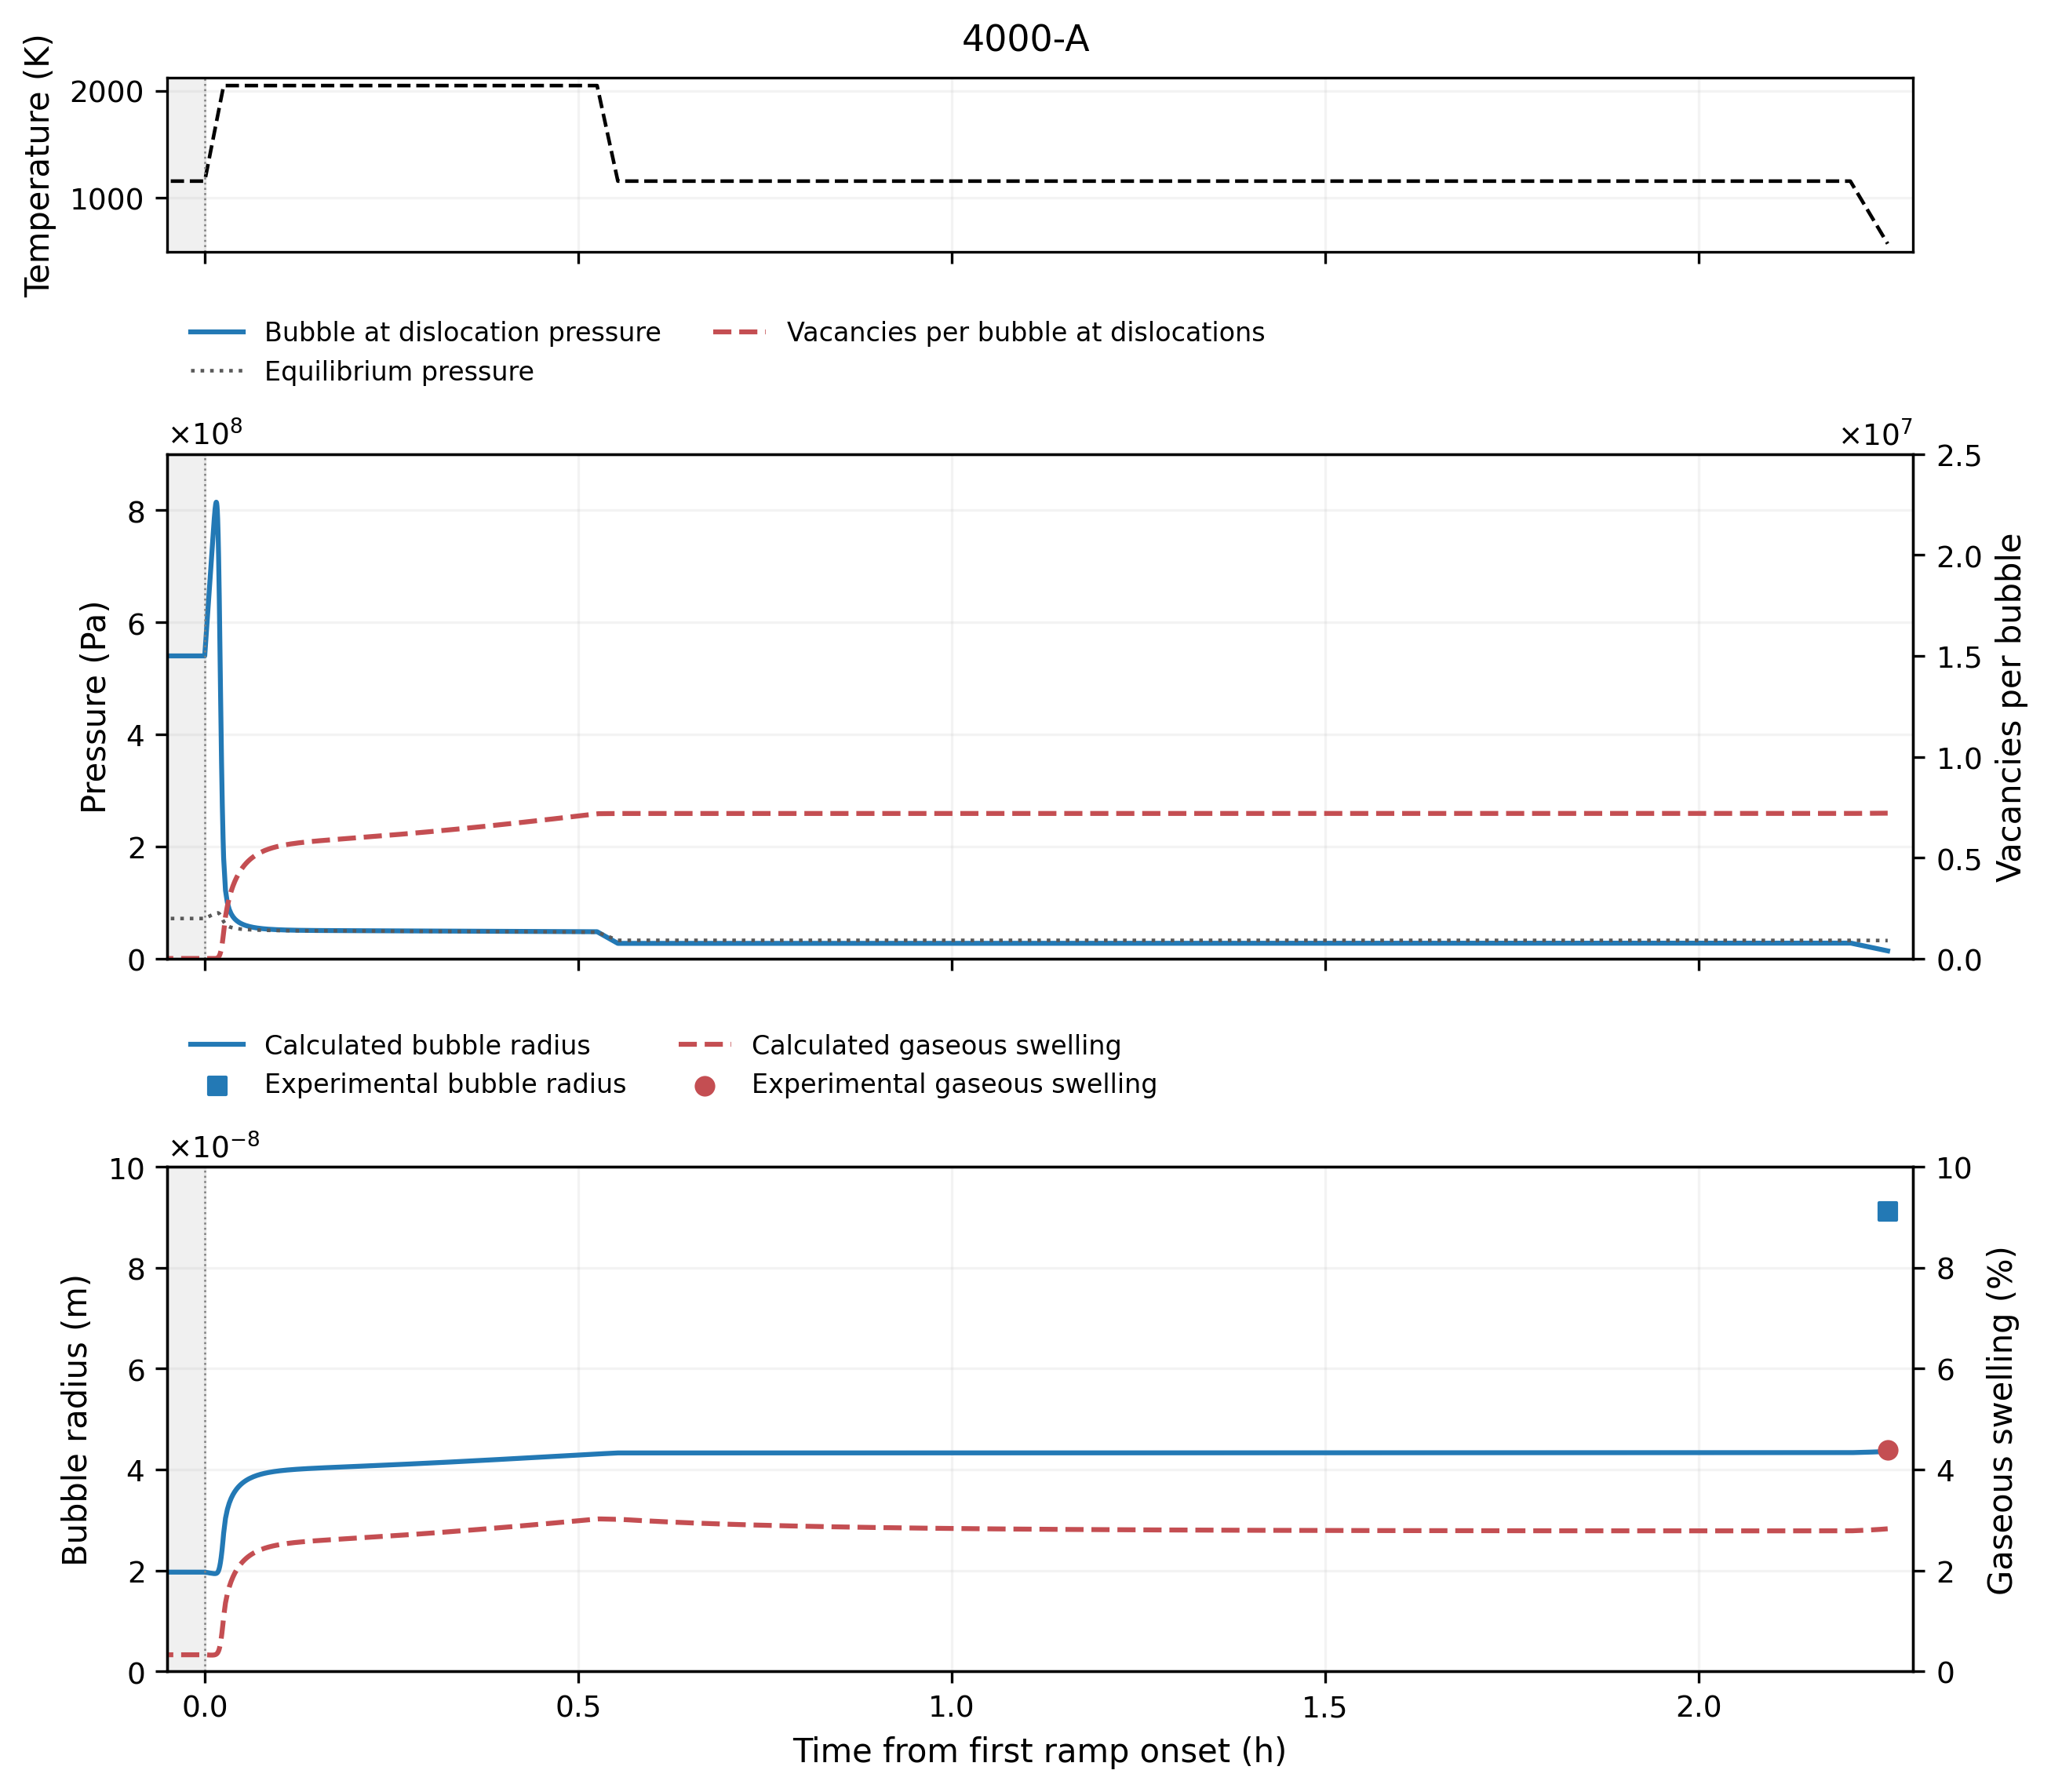 4000-A
Temperature (K)
2000
1000
Bubble at dislocation pressure
Vacancies per bubble at dislocations
Equilibrium pressure
×10⁸
×10⁷
Pressure (Pa)
8
6
4
2
0
2.5
2.0
1.5
1.0
0.5
0.0
Vacancies per bubble
Calculated bubble radius
Calculated gaseous swelling
Experimental bubble radius
Experimental gaseous swelling
×10⁻⁸
Bubble radius (m)
10
8
6
4
2
0
10
8
6
4
2
0
Gaseous swelling (%)
0.0
0.5
1.0
1.5
2.0
Time from first ramp onset (h)